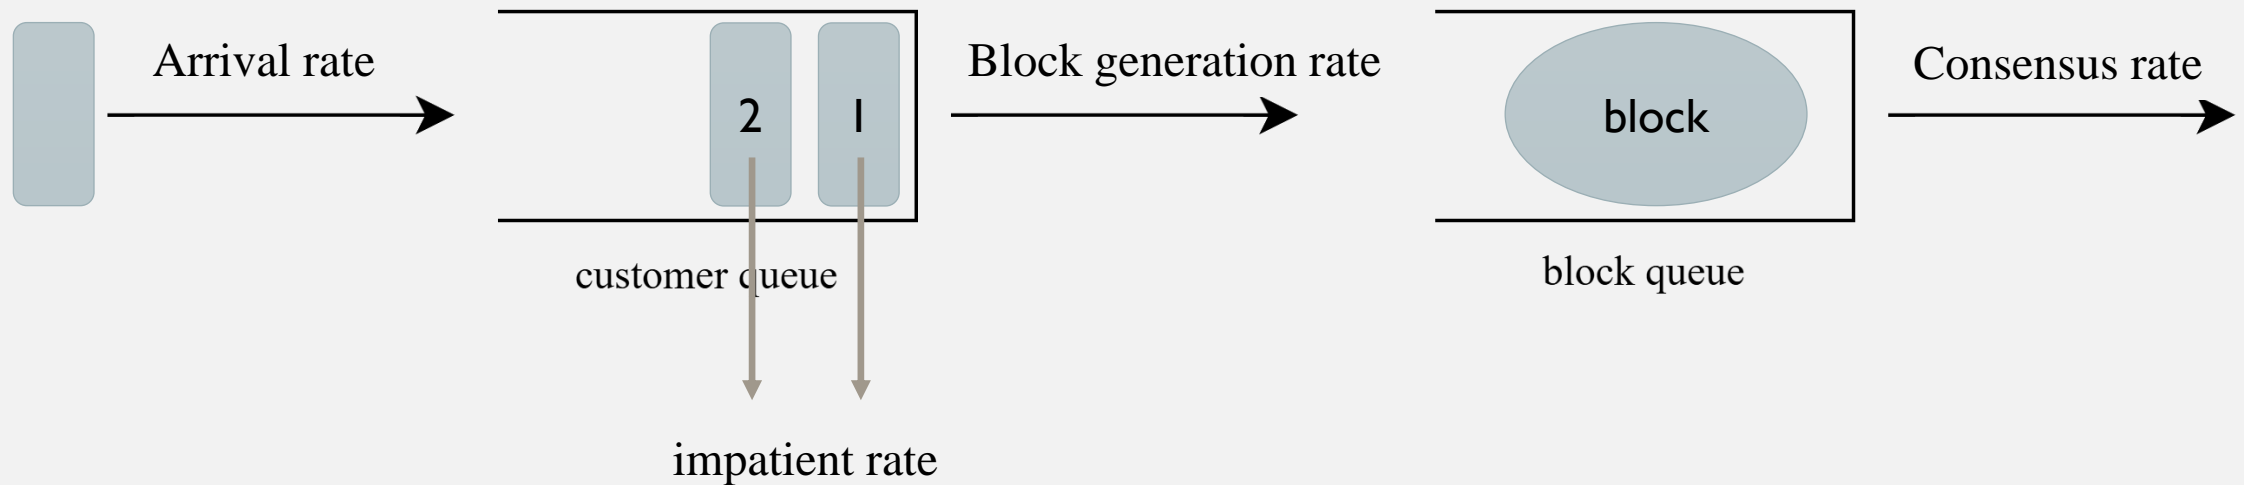 Arrival rate
2
1
customer queue
impatient rate
Block generation rate
block
block queue
Consensus rate